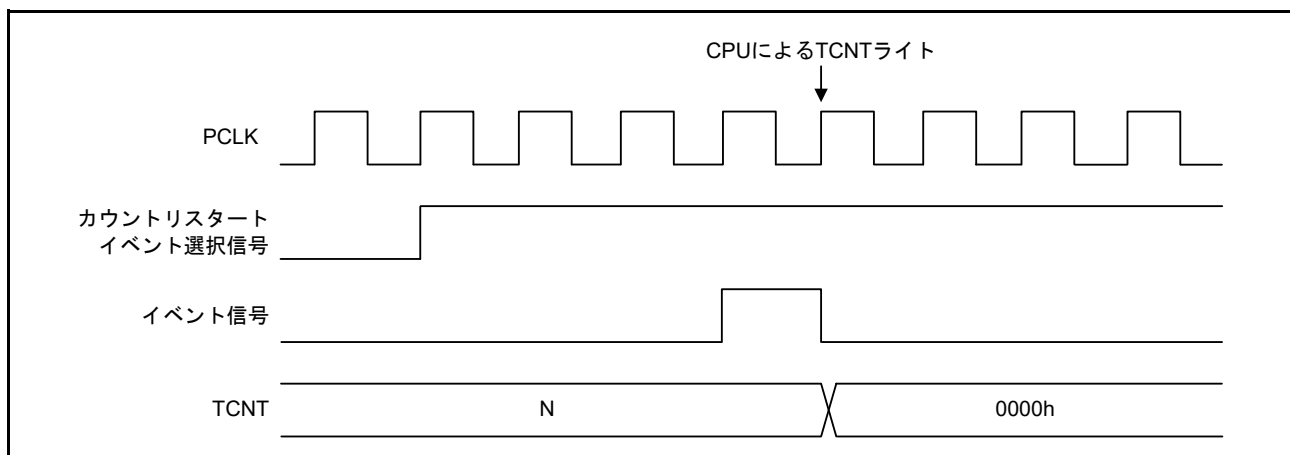 CPUによるTCNTライト
PCLK
カウントリスタート
イベント選択信号
イベント信号
TCNT
N
0000h